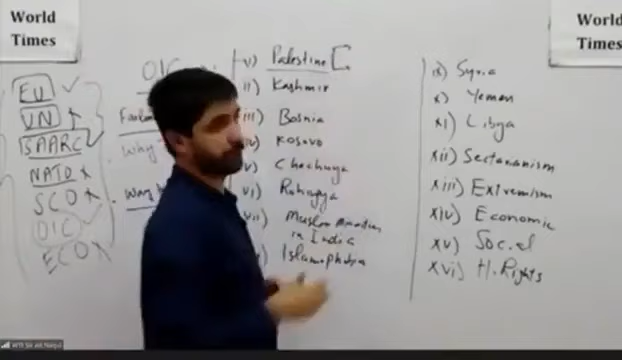 World
Times
World
Times
EU
UN
SAARC
NATO x
SCO x
OIC
ECO x
OIC
Why
v) Palestine [
ii) Kashmir
iii) Bosnia
iv) Kosovo
v) Chechnya
vi)
vii) Muslim
in India
Islamophobia
ix) Syria
x) Yemen
xi) Libya
xii) Sectarianism
xiii) Extremism
xiv) Economic
xv) Social
xvi) H. Rights